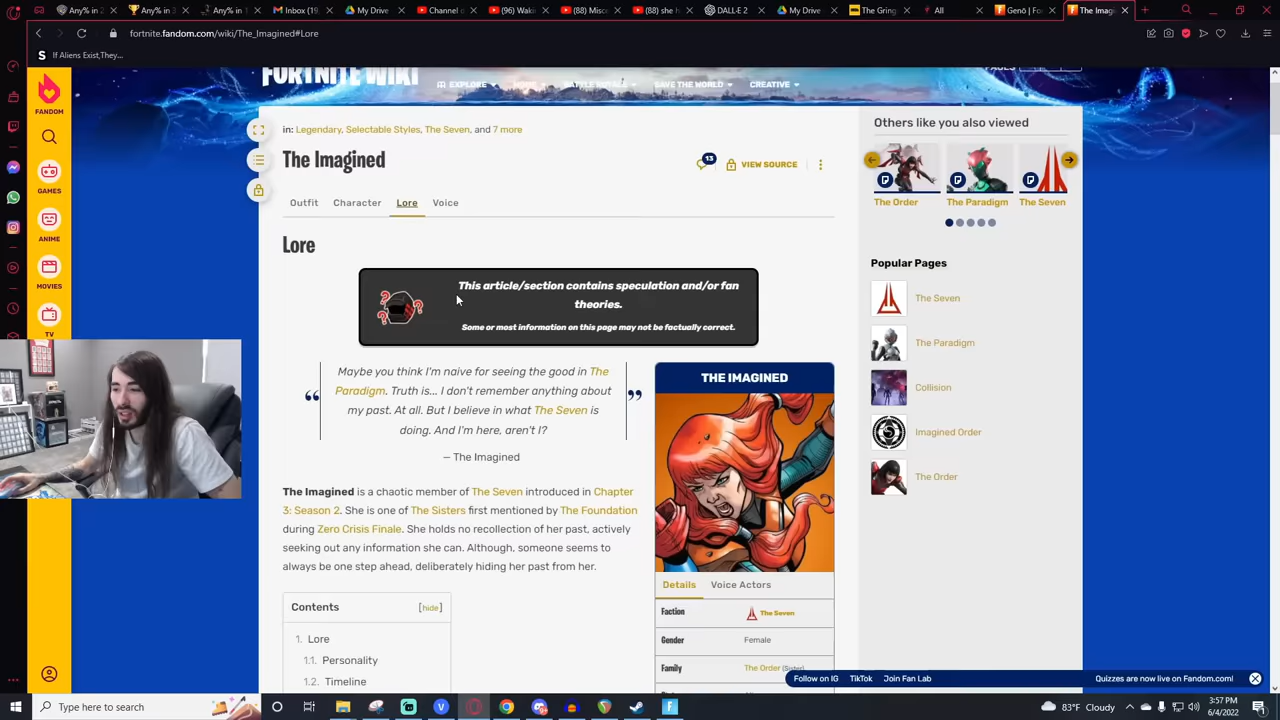 Inbox (19
My Drive
Channel d
(96) Waki
(88) Misc
(88) she h
DALL·E 2
My Drive
How The Gring
All
Geno | Fo
Imag
fortnite.fandom.com/wiki/The_Imagined#Lore
If Aliens Exist,They...
FANDOM
GAMES
ANIME
MOVIES
TV
FORTNITE WIKI
EXPLORE
BATTLE ROYALE
SAVE THE WORLD
CREATIVE
in: Legendary, Selectable Styles, The Seven, and 7 more
The Imagined
13
VIEW SOURCE
Outfit
Character
Lore
Voice
Lore
This article/section contains speculation and/or fan
theories.
Some or most information on this page may not be factually correct.
Maybe you think I'm naive for seeing the good in The
Paradigm. Truth is... I don't remember anything about
my past. At all. But I believe in what The Seven is
doing. And I'm here, aren't I?
— The Imagined
The Imagined is a chaotic member of The Seven introduced in Chapter
3: Season 2. She is one of The Sisters first mentioned by The Foundation
during Zero Crisis Finale. She holds no recollection of her past, actively
seeking out any information she can. Although, someone seems to
always be one step ahead, deliberately hiding her past from her.
Contents
[hide]
1. Lore
1.1. Personality
1.2. Timeline
THE IMAGINED
Details
Voice Actors
Faction
The Seven
Gender
Female
Family
The Order (Sister),
Others like you also viewed
The Order
The Paradigm
The Seven
Popular Pages
The Seven
The Paradigm
Collision
Imagined Order
The Order
Follow on IG
TikTok
Join Fan Lab
Quizzes are now live on Fandom.com!
Type here to search
83°F
Cloudy
3:57 PM
6/4/2022